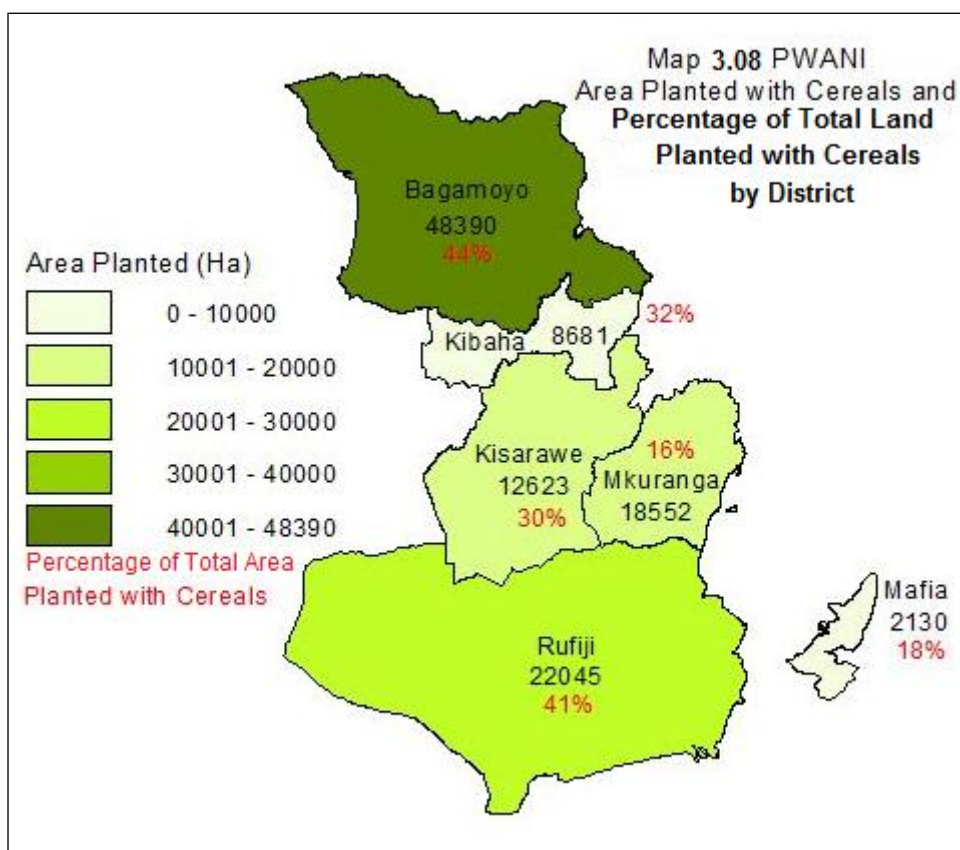 Map 3.08 PWANI
Area Planted with Cereals and
Percentage of Total Land
Planted with Cereals
by District
Bagamoyo
48390
44%
Area Planted (Ha)
0 - 10000
10001 - 20000
20001 - 30000
30001 - 40000
40001 - 48390
Percentage of Total Area
Planted with Cereals
32%
Kibaha 8681
Kisarawe
12623
30%
16%
Mkuranga
18552
Mafia
2130
18%
Rufiji
22045
41%